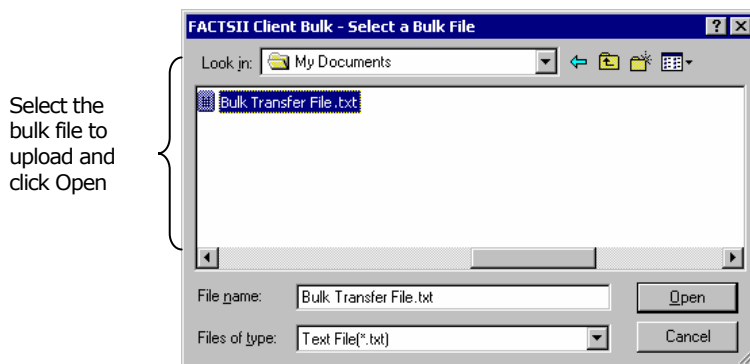 FACTSII Client Bulk - Select a Bulk File
Look in: My Documents
Select the
bulk file to
upload and
click Open
Bulk Transfer File.txt
File name: Bulk Transfer File.txt Open
Files of type: Text File(*.txt) Cancel